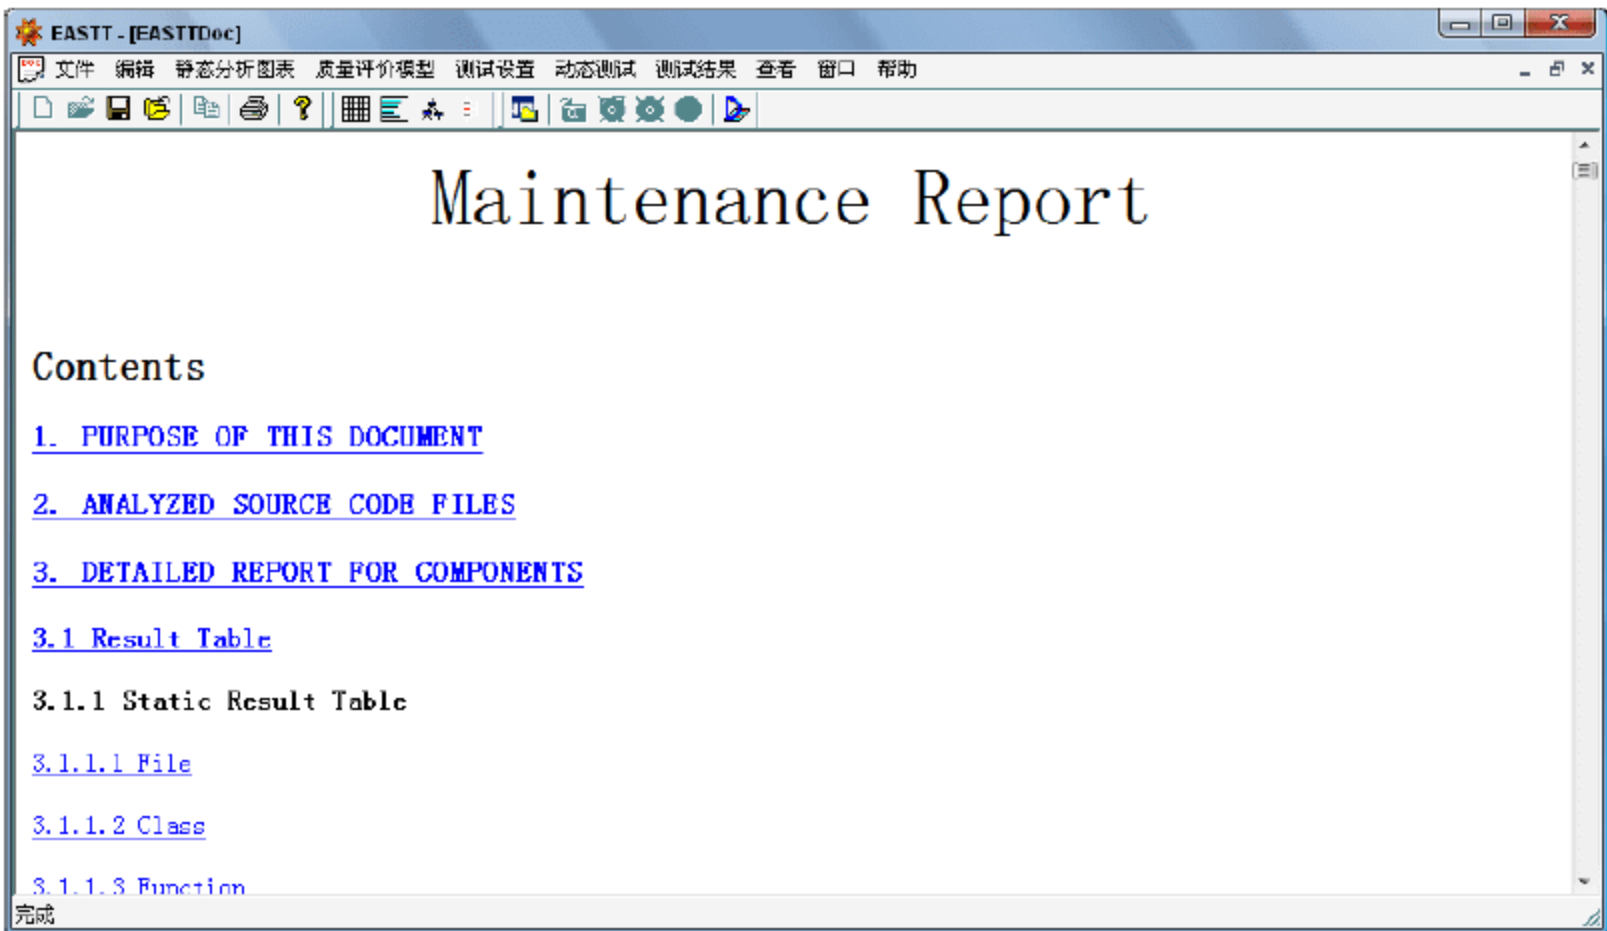 EASTT - [EASTTDoc]
文件 编辑 静态分析图表 质量评价模型 测试设置 动态测试 测试结果 查看 窗口 帮助
Maintenance Report
Contents
1. PURPOSE OF THIS DOCUMENT
2. ANALYZED SOURCE CODE FILES
3. DETAILED REPORT FOR COMPONENTS
3.1 Result Table
3.1.1 Static Result Table
3.1.1.1 File
3.1.1.2 Class
3.1.1.3 Function
完成